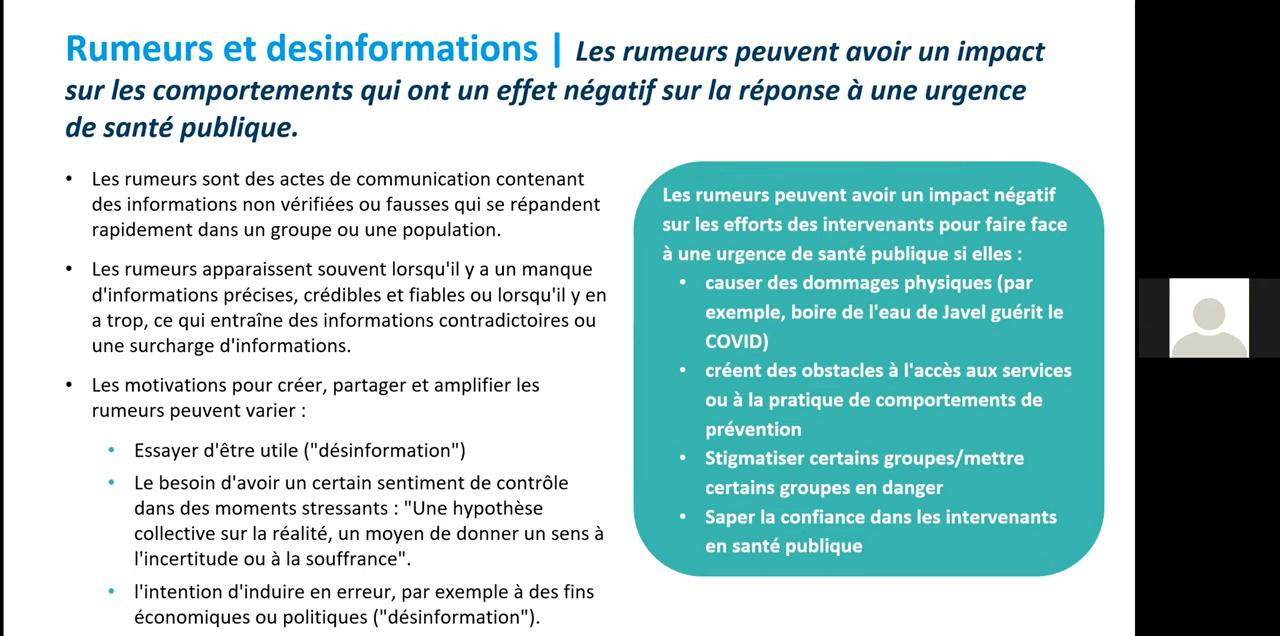 Rumeurs et desinformations | Les rumeurs peuvent avoir un impact
sur les comportements qui ont un effet négatif sur la réponse à une urgence
de santé publique.
• Les rumeurs sont des actes de communication contenant
des informations non vérifiées ou fausses qui se répandent
rapidement dans un groupe ou une population.
• Les rumeurs apparaissent souvent lorsqu'il y a un manque
d'informations précises, crédibles et fiables ou lorsqu'il y en
a trop, ce qui entraîne des informations contradictoires ou
une surcharge d'informations.
• Les motivations pour créer, partager et amplifier les
rumeurs peuvent varier :
• Essayer d'être utile ("désinformation")
• Le besoin d'avoir un certain sentiment de contrôle
dans des moments stressants : "Une hypothèse
collective sur la réalité, un moyen de donner un sens à
l'incertitude ou à la souffrance".
• l'intention d'induire en erreur, par exemple à des fins
économiques ou politiques ("désinformation").
Les rumeurs peuvent avoir un impact négatif
sur les efforts des intervenants pour faire face
à une urgence de santé publique si elles :
• causer des dommages physiques (par
exemple, boire de l'eau de Javel guérit le
COVID)
• créent des obstacles à l'accès aux services
ou à la pratique de comportements de
prévention
• Stigmatiser certains groupes/mettre
certains groupes en danger
• Saper la confiance dans les intervenants
en santé publique